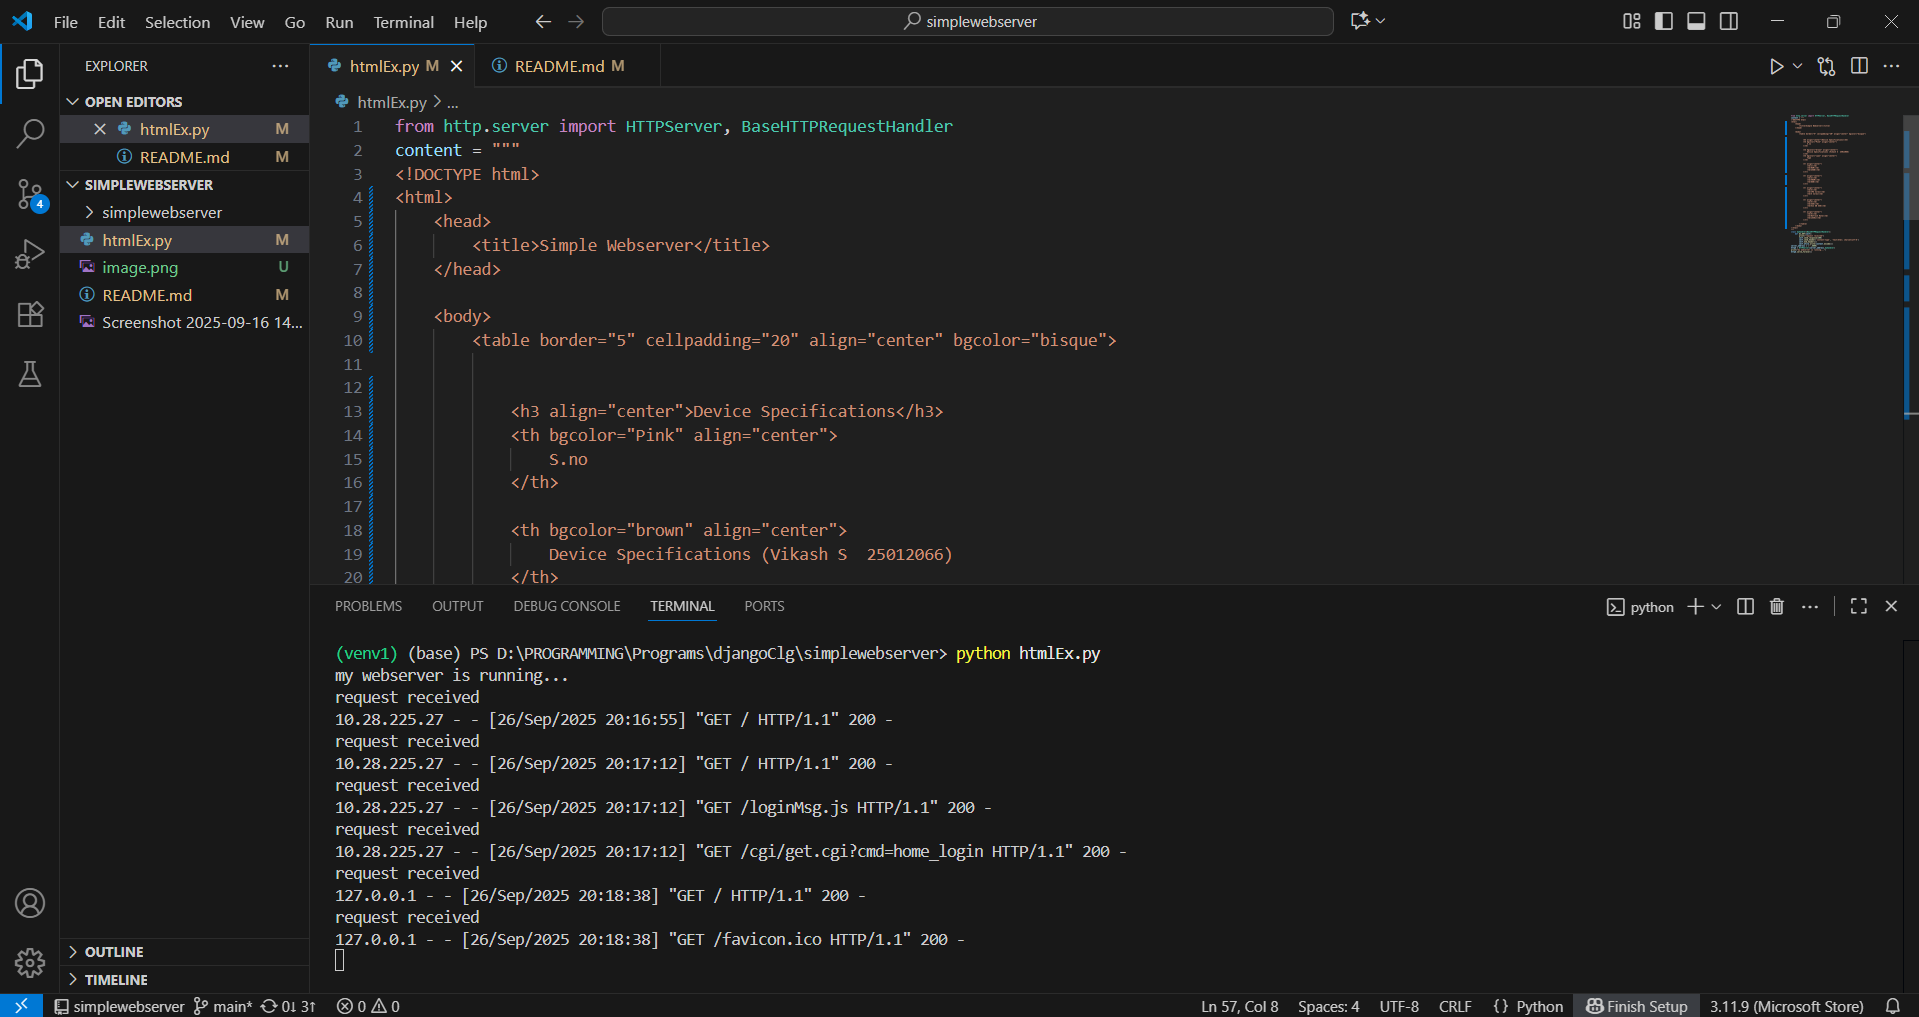 File Edit Selection View Go Run Terminal Help
simplewebserver
EXPLORER
OPEN EDITORS
htmlEx.py M
README.md M
SIMPLEWEBSERVER
simplewebserver
htmlEx.py M
image.png U
README.md M
Screenshot 2025-09-16 14...
4
OUTLINE
TIMELINE
htmlEx.py M
README.md M
htmlEx.py > ...
1 from http.server import HTTPServer, BaseHTTPRequestHandler
2 content = """
3 <!DOCTYPE html>
4 <html>
5 <head>
6 <title>Simple Webserver</title>
7 </head>
8
9 <body>
10 <table border="5" cellpadding="20" align="center" bgcolor="bisque">
11
12
13 <h3 align="center">Device Specifications</h3>
14 <th bgcolor="Pink" align="center">
15 S.no
16 </th>
17
18 <th bgcolor="brown" align="center">
19 Device Specifications (Vikash S  25012066)
20 </th>
PROBLEMS OUTPUT DEBUG CONSOLE TERMINAL PORTS
python
(venv1) (base) PS D:\PROGRAMMING\Programs\djangoClg\simplewebserver> python htmlEx.py
my webserver is running...
request received
10.28.225.27 - - [26/Sep/2025 20:16:55] "GET / HTTP/1.1" 200 -
request received
10.28.225.27 - - [26/Sep/2025 20:17:12] "GET / HTTP/1.1" 200 -
request received
10.28.225.27 - - [26/Sep/2025 20:17:12] "GET /loginMsg.js HTTP/1.1" 200 -
request received
10.28.225.27 - - [26/Sep/2025 20:17:12] "GET /cgi/get.cgi?cmd=home_login HTTP/1.1" 200 -
request received
127.0.0.1 - - [26/Sep/2025 20:18:38] "GET / HTTP/1.1" 200 -
request received
127.0.0.1 - - [26/Sep/2025 20:18:38] "GET /favicon.ico HTTP/1.1" 200 -
simplewebserver main* 0↓ 3↑ 0 0
Ln 57, Col 8 Spaces: 4 UTF-8 CRLF {} Python Finish Setup 3.11.9 (Microsoft Store)